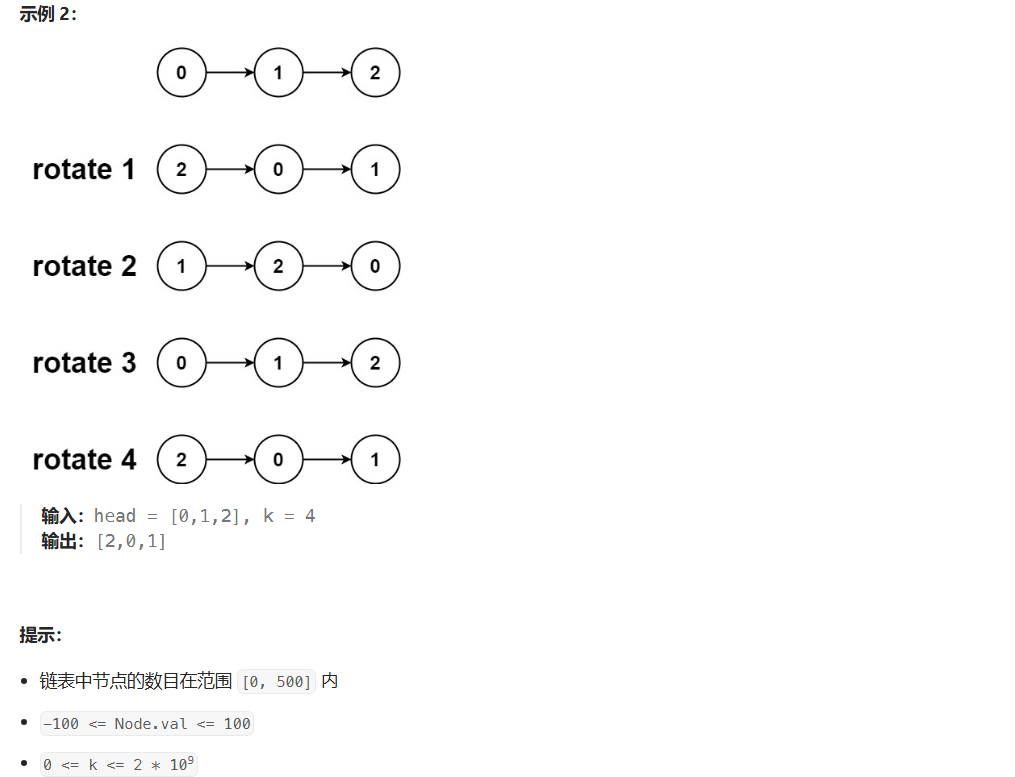 示例 2：
0 1 2
rotate 1 2 0 1
rotate 2 1 2 0
rotate 3 0 1 2
rotate 4 2 0 1
输入：head = [0,1,2], k = 4
输出：[2,0,1]
提示：
链表中节点的数目在范围 [0, 500] 内
-100 <= Node.val <= 100
0 <= k <= 2 * 10⁹